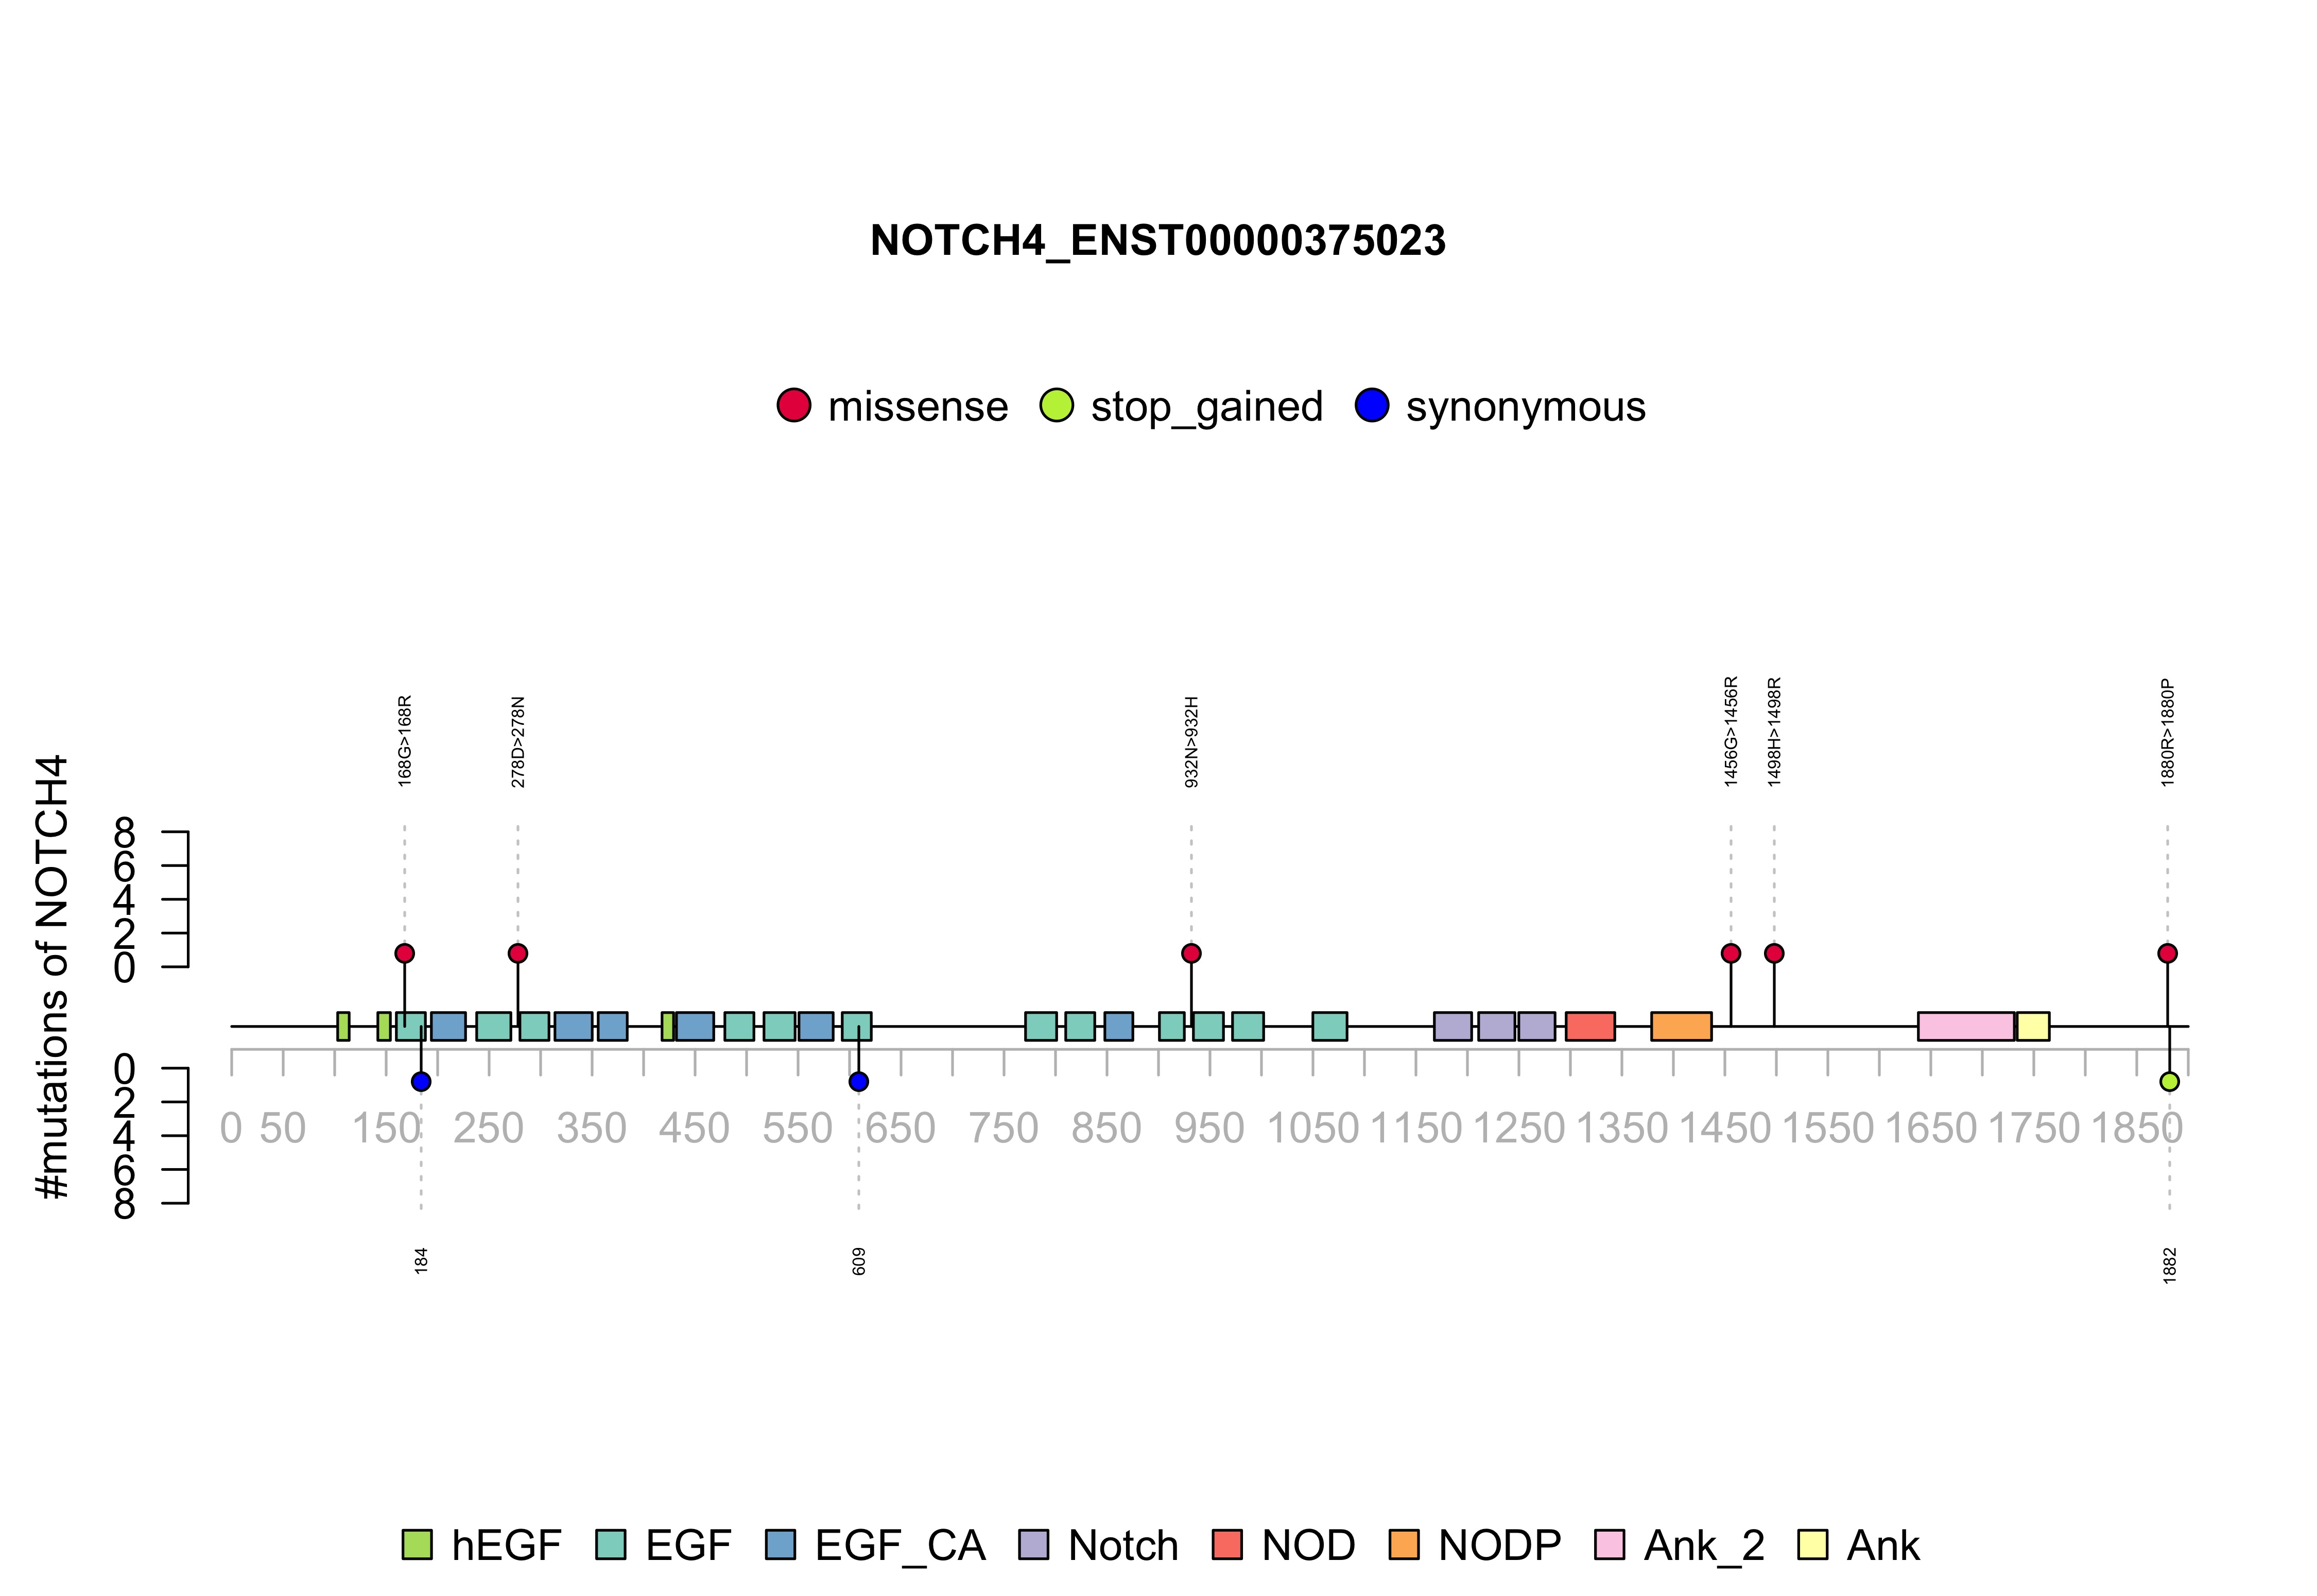 NOTCH4_ENST00000375023
missense stop_gained synonymous
168G>168R 278D>278N 932N>932H 1456G>1456R 1498H>1498R 1880R>1880P
#mutations of NOTCH4
8
6
4
2
0
0
2
4
6
8
0 50 150 250 350 450 550 650 750 850 950 1050 1150 1250 1350 1450 1550 1650 1750 1850
184 609 1882
hEGF EGF EGF_CA Notch NOD NODP Ank_2 Ank